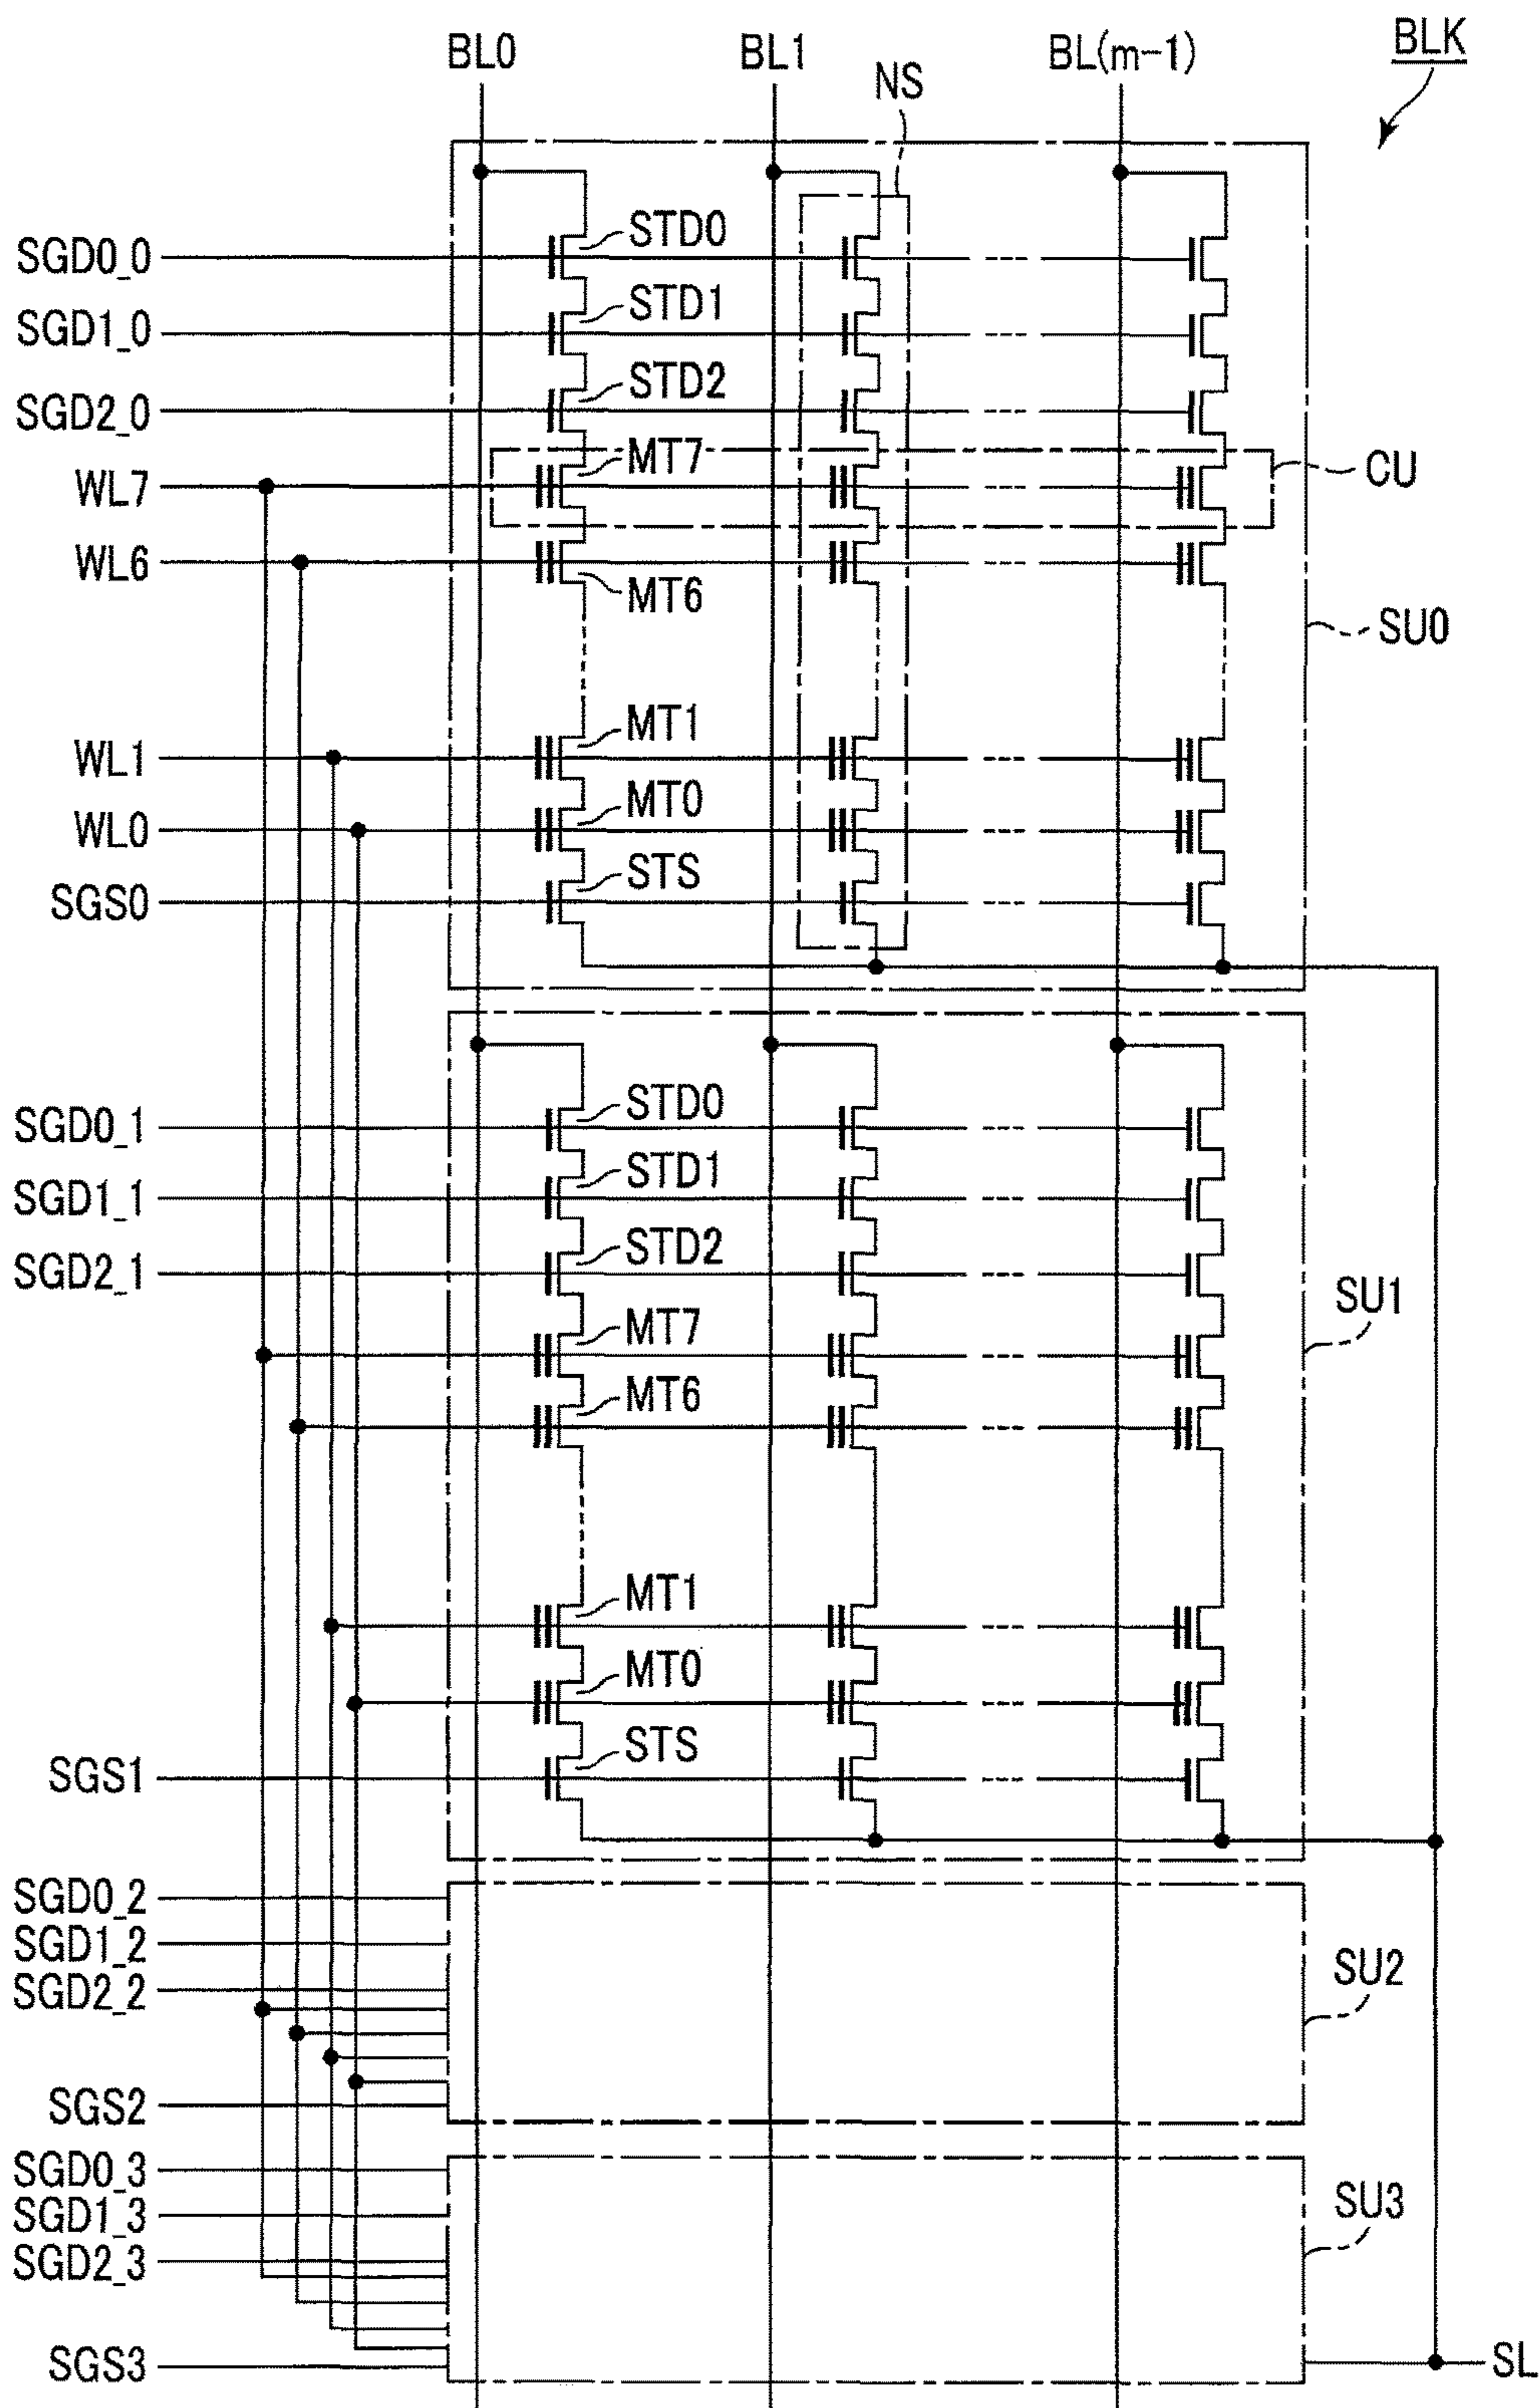 BLK
BL0 BL1 BL(m-1)
NS
STD0
SGD0_0
STD1
SGD1_0
STD2
SGD2_0
MT7
WL7
CU
WL6
MT6
SU0
MT1
WL1
MT0
WL0
STS
SGS0
STD0
SGD0_1
STD1
SGD1_1
STD2
SGD2_1
SU1
MT7
MT6
MT1
MT0
STS
SGS1
SGD0_2
SGD1_2
SU2
SGD2_2
SGS2
SGD0_3
SU3
SGD1_3
SGD2_3
SGS3
SL